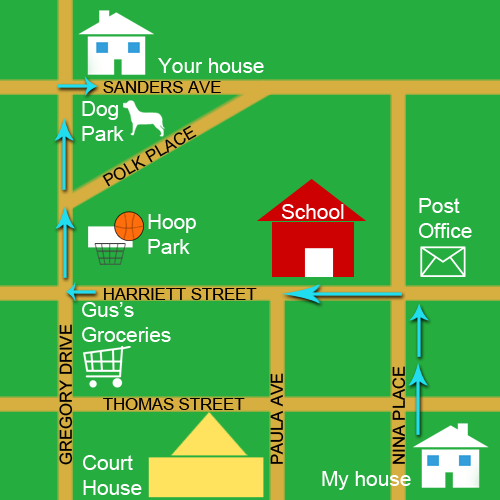 Your house
SANDERS AVE
Dog
Park
POLK PLACE
School
Post
Office
Hoop
Park
HARRIETT STREET
Gus's
Groceries
GREGORY DRIVE
PAULA AVE
NINA PLACE
THOMAS STREET
Court
House
My house